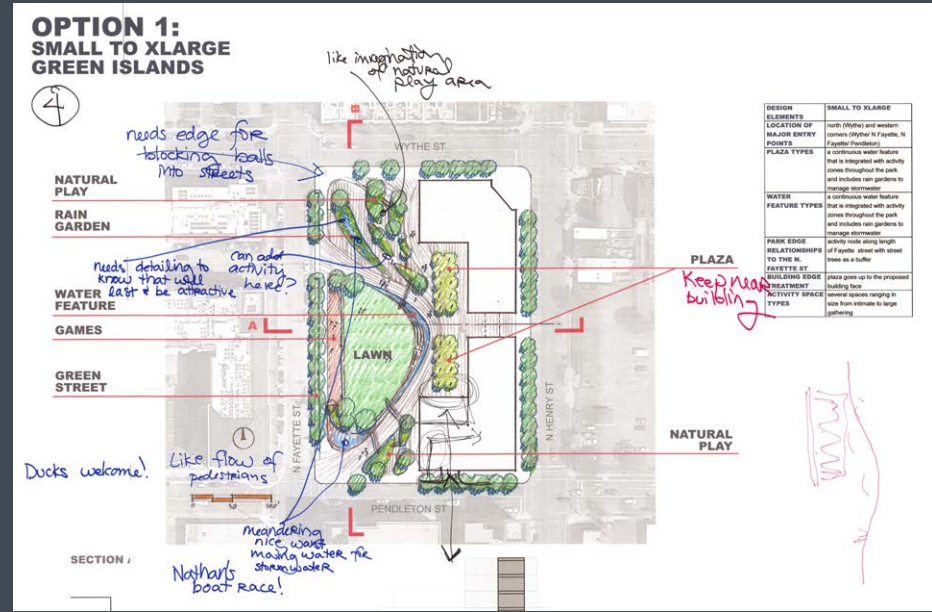 OPTION 1:
SMALL TO XLARGE
GREEN ISLANDS
4
like imagination
of natural
play area
needs edge for
blocking balls
into streets
NATURAL
PLAY
RAIN
GARDEN
needs detailing to
know that will
last & be attractive
can add
activity
here?
WATER
FEATURE
GAMES
GREEN
STREET
Ducks welcome!
Like flow of
pedestrians
meandering
nice, want
moving water for
stormwater
Nathan's
boat race!
SECTION
WYTHE ST
B
A
LAWN
N FAYETTE ST
N HENRY ST
PENDLETON ST
0 50
PLAZA
Keep near
building
NATURAL
PLAY
DESIGN
ELEMENTS
SMALL TO XLARGE
LOCATION OF
MAJOR ENTRY
POINTS
north (Wythe) and western
corners (Wythe/ N Fayette, N
Fayette/ Pendleton)
PLAZA TYPES
a continuous water feature
that is integrated with activity
zones throughout the park
and includes rain gardens to
manage stormwater
WATER
FEATURE TYPES
a continuous water feature
that is integrated with activity
zones throughout the park
and includes rain gardens to
manage stormwater
PARK EDGE
RELATIONSHIPS
TO THE N.
FAYETTE ST
activity node along length
of Fayette street with street
trees as a buffer
BUILDING EDGE
TREATMENT
plaza goes up to the proposed
building face
ACTIVITY SPACE
TYPES
several spaces ranging in
size from intimate to large
gathering